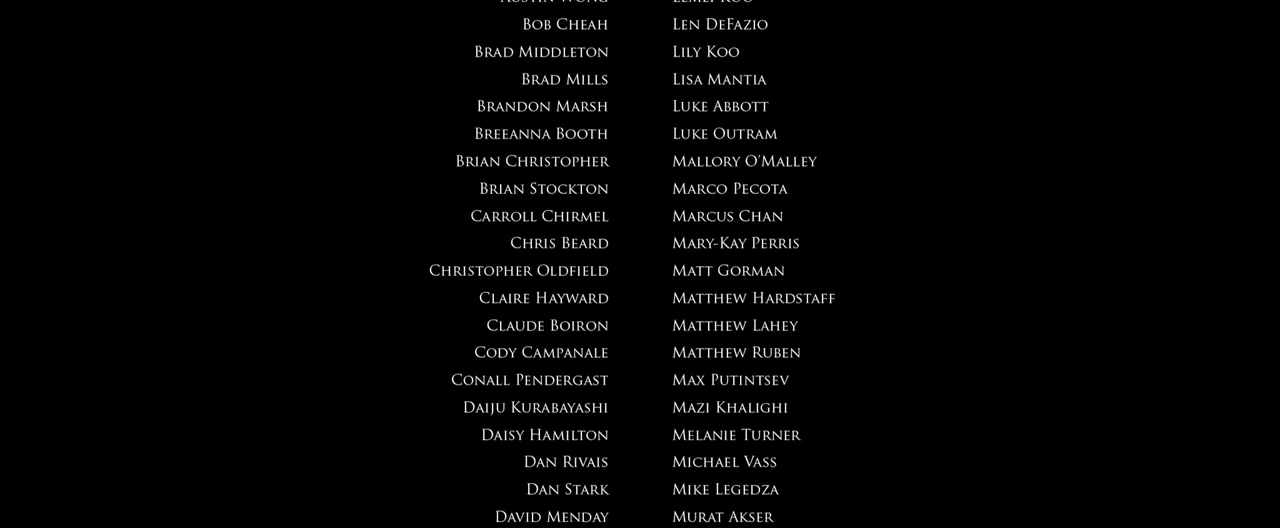 Bob Cheah Len DeFazio
Brad Middleton Lily Koo
Brad Mills Lisa Mantia
Brandon Marsh Luke Abbott
Breeanna Booth Luke Outram
Brian Christopher Mallory O'Malley
Brian Stockton Marco Pecota
Carroll Chirmel Marcus Chan
Chris Beard Mary-Kay Perris
Christopher Oldfield Matt Gorman
Claire Hayward Matthew Hardstaff
Claude Boiron Matthew Lahey
Cody Campanale Matthew Ruben
Conall Pendergast Max Putintsev
Daiju Kurabayashi Mazi Khalighi
Daisy Hamilton Melanie Turner
Dan Rivais Michael Vass
Dan Stark Mike Legedza
David Menday Murat Akser